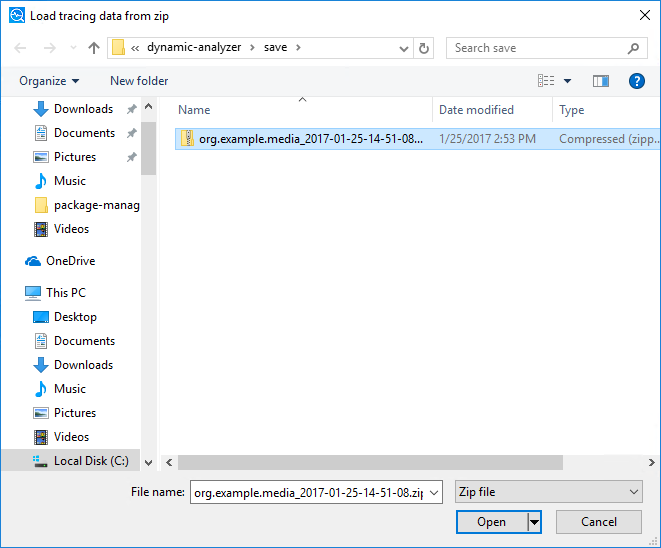 Load tracing data from zip
« dynamic-analyzer > save >
Search save
Organize
New folder
?
Name
Date modified
Type
Downloads
Documents
Pictures
Music
package-manag
Videos
OneDrive
This PC
Desktop
Documents
Downloads
Music
Pictures
Videos
Local Disk (C:)
org.example.media_2017-01-25-14-51-08...
1/25/2017 2:53 PM
Compressed (zipp...
File name:
org.example.media_2017-01-25-14-51-08.zip
Zip file
Open
Cancel